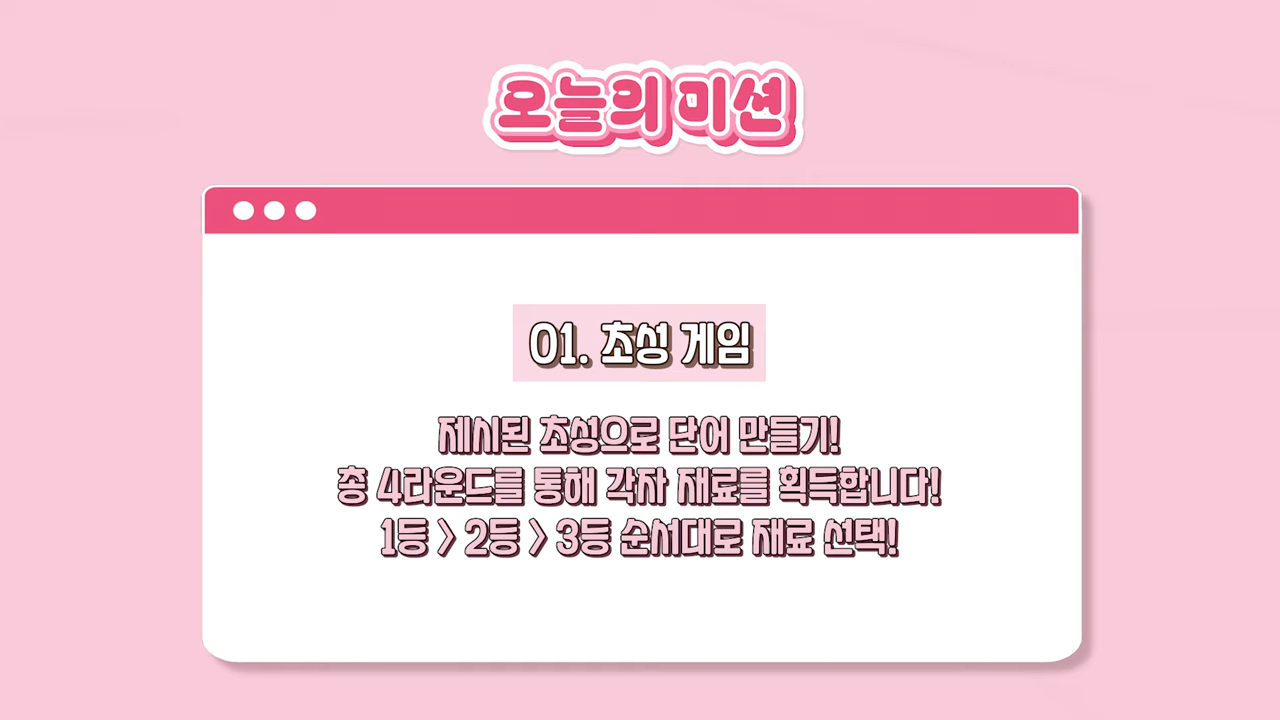 오늘의 미션
01. 초성 게임
제시된 초성으로 단어 만들기!
총 4라운드를 통해 각자 재료를 획득합니다!
1등 > 2등 > 3등 순서대로 재료 선택!